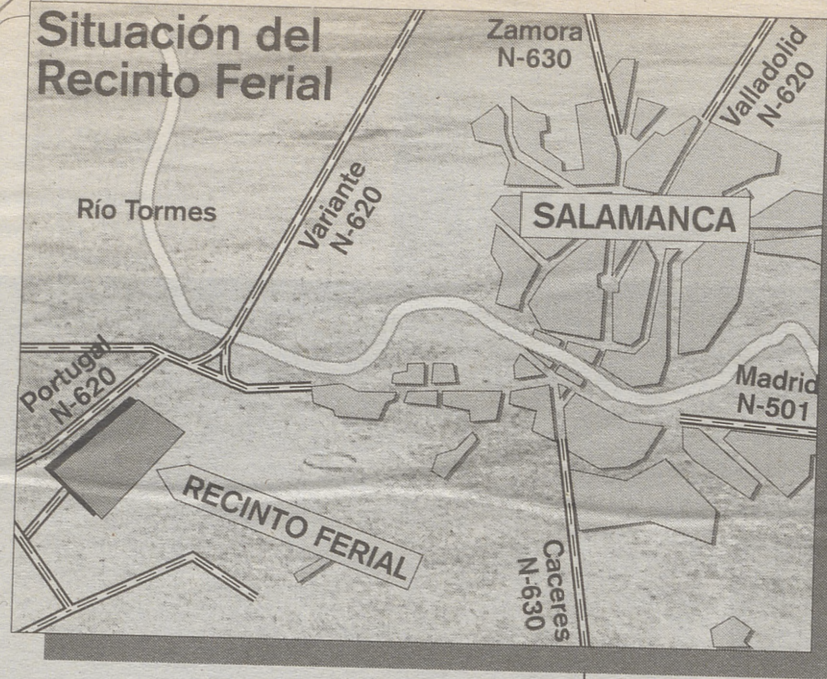 Situación del
Recinto Ferial
Zamora
N-630
Valladolid
N-620
Río Tormes
Variante
N-620
SALAMANCA
Portugal
N-620
Madrid
N-501
RECINTO FERIAL
Caceres
N-630